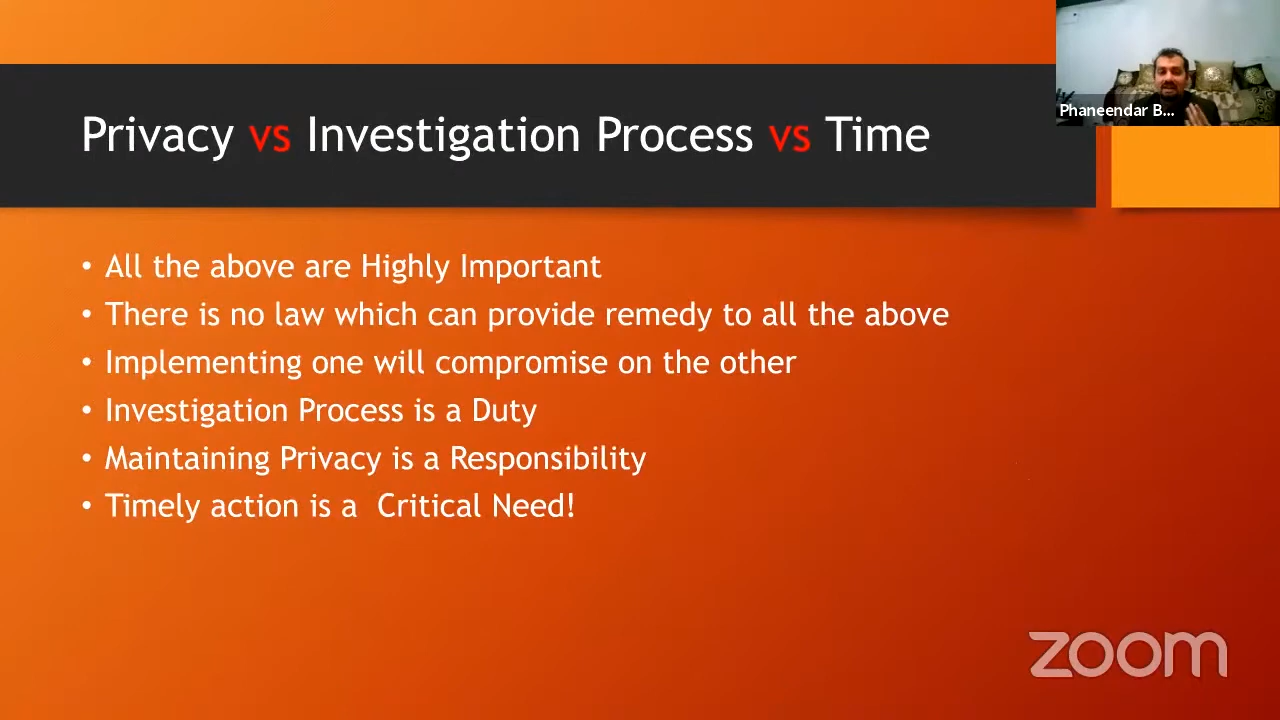 Phaneendar B...
Privacy vs Investigation Process vs Time
• All the above are Highly Important
• There is no law which can provide remedy to all the above
• Implementing one will compromise on the other
• Investigation Process is a Duty
• Maintaining Privacy is a Responsibility
• Timely action is a  Critical Need!
zoom